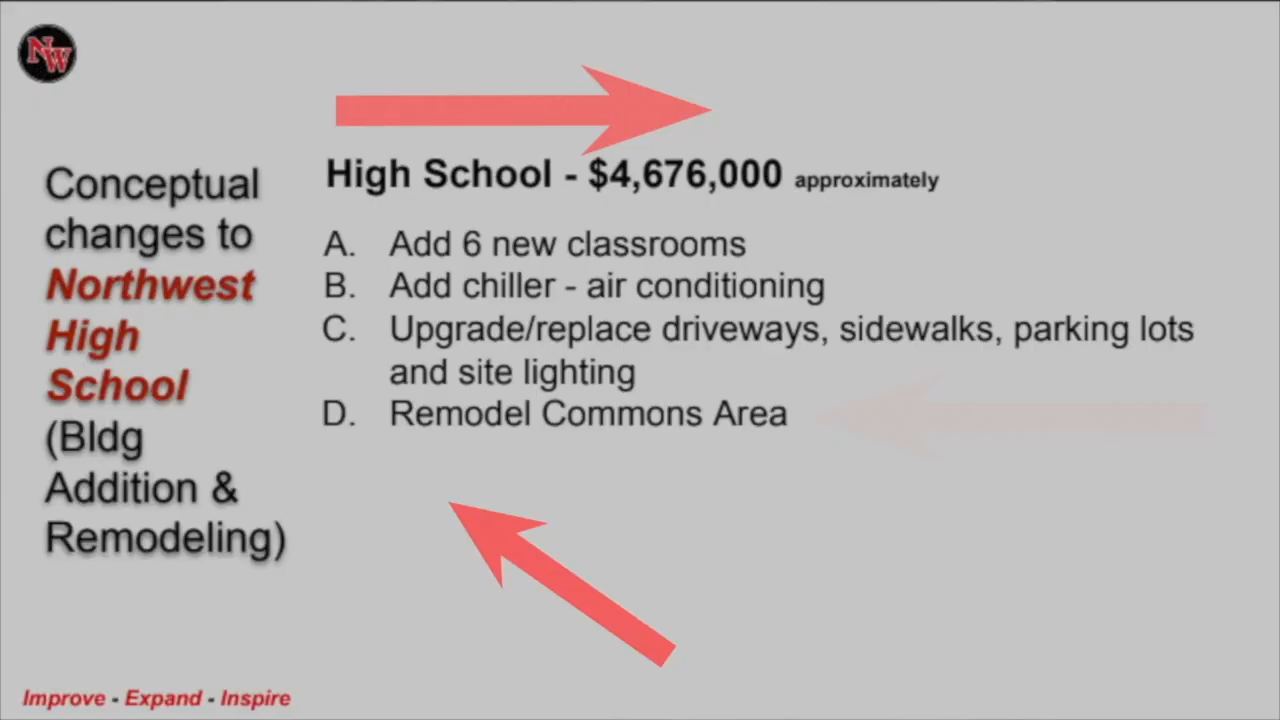 NW
Conceptual
changes to
Northwest
High
School
(Bldg
Addition &
Remodeling)
High School - $4,676,000 approximately
A. Add 6 new classrooms
B. Add chiller - air conditioning
C. Upgrade/replace driveways, sidewalks, parking lots
and site lighting
D. Remodel Commons Area
Improve - Expand - Inspire